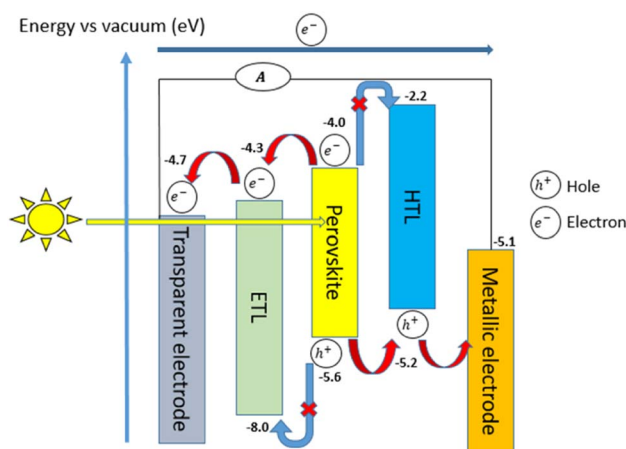 Energy vs vacuum (eV)
e⁻
A
-2.2
-4.0
-4.3
-4.7
e⁻
e⁻
e⁻
h⁺ Hole
e⁻ Electron
-5.1
Transparent electrode
ETL
Perovskite
HTL
Metallic electrode
h⁺
h⁺
-5.2
-5.6
-8.0